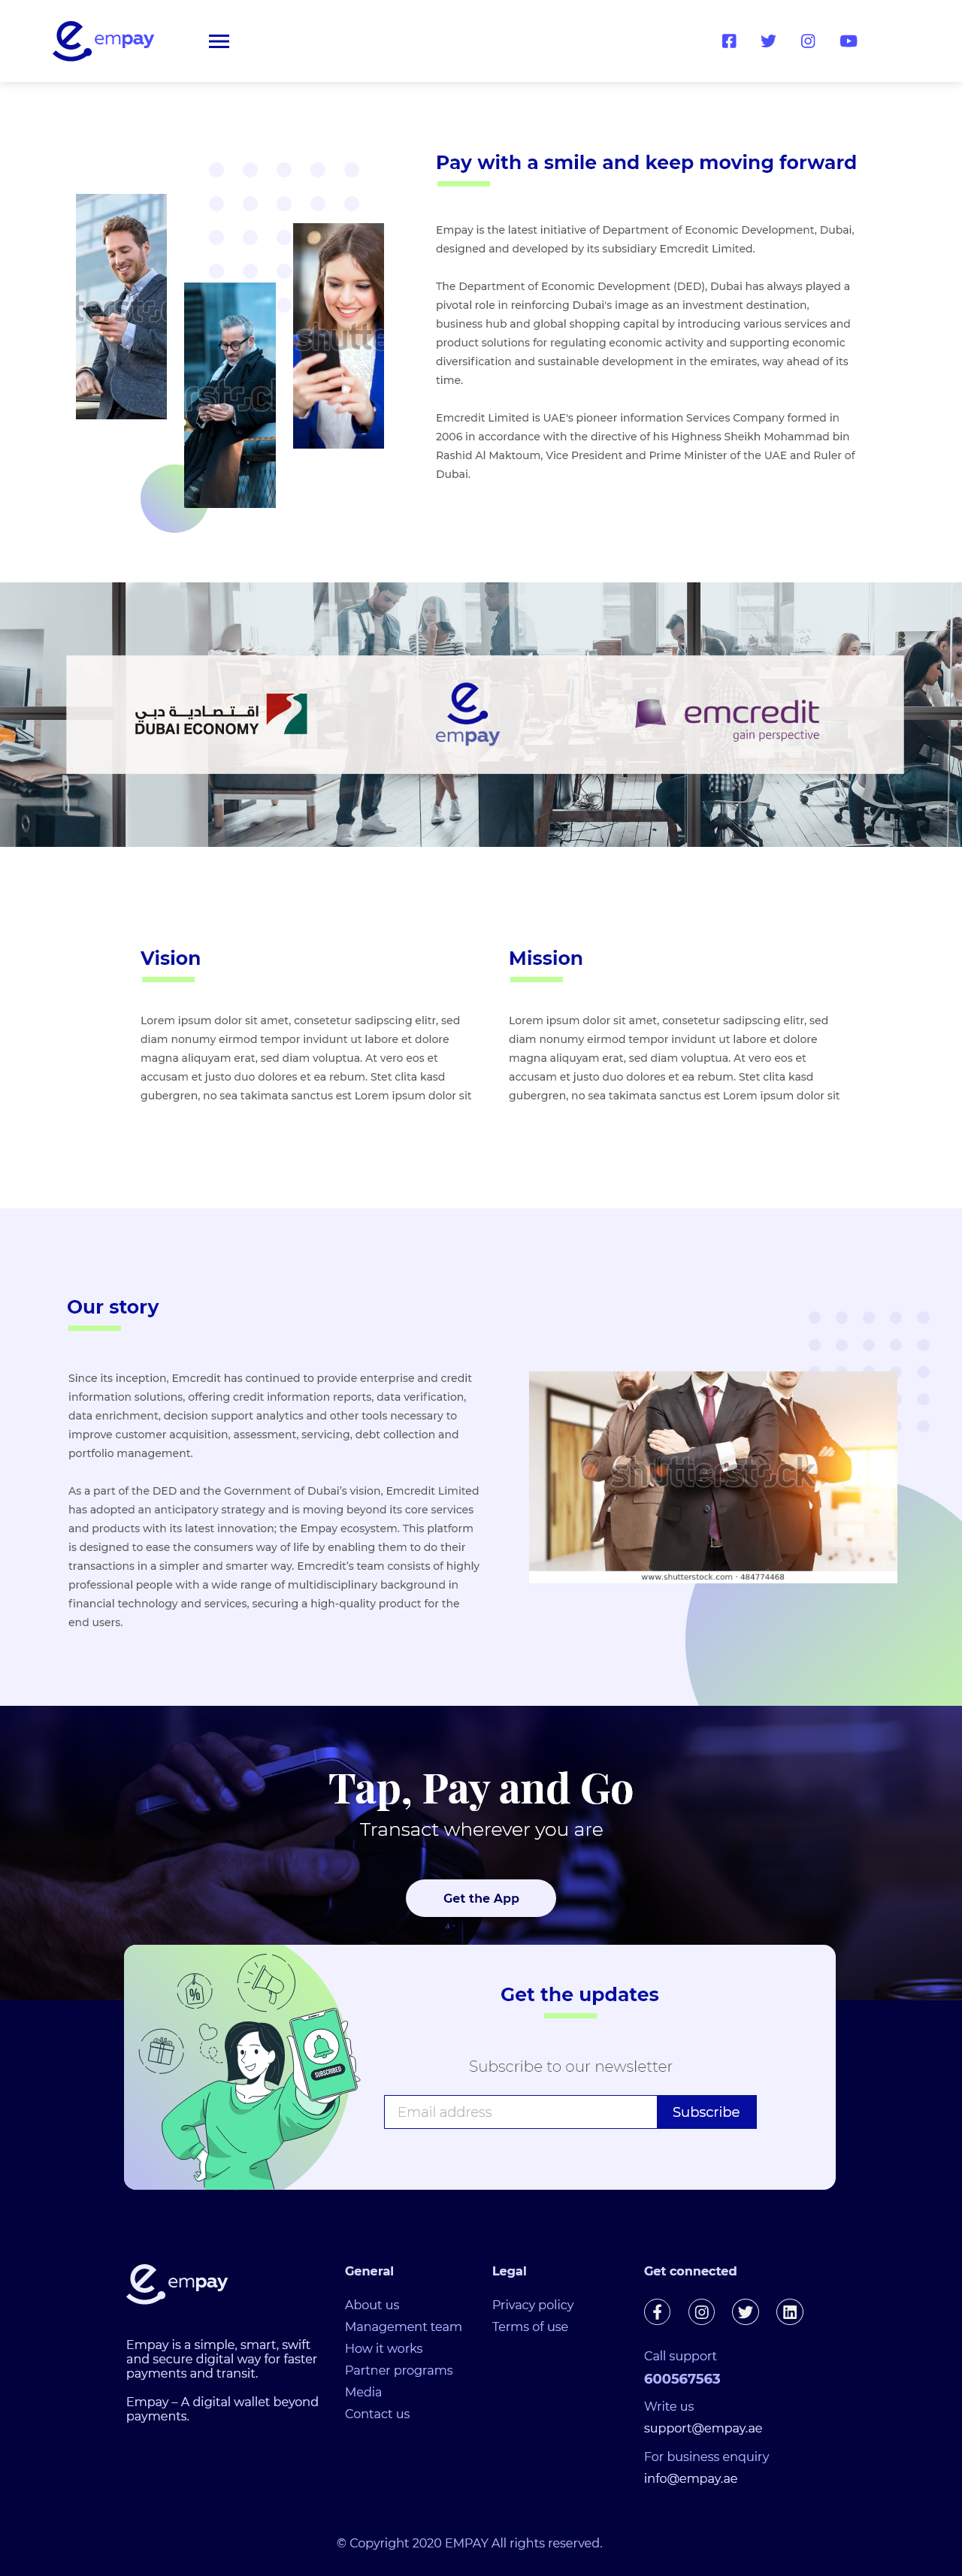 empay
Pay with a smile and keep moving forward
Empay is the latest initiative of Department of Economic Development, Dubai,
designed and developed by its subsidiary Emcredit Limited.
The Department of Economic Development (DED), Dubai has always played a
pivotal role in reinforcing Dubai's image as an investment destination,
business hub and global shopping capital by introducing various services and
product solutions for regulating economic activity and supporting economic
diversification and sustainable development in the emirates, way ahead of its
time.
Emcredit Limited is UAE's pioneer information Services Company formed in
2006 in accordance with the directive of his Highness Sheikh Mohammad bin
Rashid Al Maktoum, Vice President and Prime Minister of the UAE and Ruler of
Dubai.
اقتصادية دبي
DUBAI ECONOMY
empay
emcredit
gain perspective
Vision
Lorem ipsum dolor sit amet, consetetur sadipscing elitr, sed
diam nonumy eirmod tempor invidunt ut labore et dolore
magna aliquyam erat, sed diam voluptua. At vero eos et
accusam et justo duo dolores et ea rebum. Stet clita kasd
gubergren, no sea takimata sanctus est Lorem ipsum dolor sit
Mission
Lorem ipsum dolor sit amet, consetetur sadipscing elitr, sed
diam nonumy eirmod tempor invidunt ut labore et dolore
magna aliquyam erat, sed diam voluptua. At vero eos et
accusam et justo duo dolores et ea rebum. Stet clita kasd
gubergren, no sea takimata sanctus est Lorem ipsum dolor sit
Our story
Since its inception, Emcredit has continued to provide enterprise and credit
information solutions, offering credit information reports, data verification,
data enrichment, decision support analytics and other tools necessary to
improve customer acquisition, assessment, servicing, debt collection and
portfolio management.
As a part of the DED and the Government of Dubai’s vision, Emcredit Limited
has adopted an anticipatory strategy and is moving beyond its core services
and products with its latest innovation; the Empay ecosystem. This platform
is designed to ease the consumers way of life by enabling them to do their
transactions in a simpler and smarter way. Emcredit’s team consists of highly
professional people with a wide range of multidisciplinary background in
financial technology and services, securing a high-quality product for the
end users.
shutterstock
www.shutterstock.com · 484774468
Tap, Pay and Go
Transact wherever you are
Get the App
%
SUBSCRIBED
Get the updates
Subscribe to our newsletter
Email address
Subscribe
empay
Empay is a simple, smart, swift
and secure digital way for faster
payments and transit.
Empay – A digital wallet beyond
payments.
General
About us
Management team
How it works
Partner programs
Media
Contact us
Legal
Privacy policy
Terms of use
Get connected
Call support
600567563
Write us
support@empay.ae
For business enquiry
info@empay.ae
© Copyright 2020 EMPAY All rights reserved.